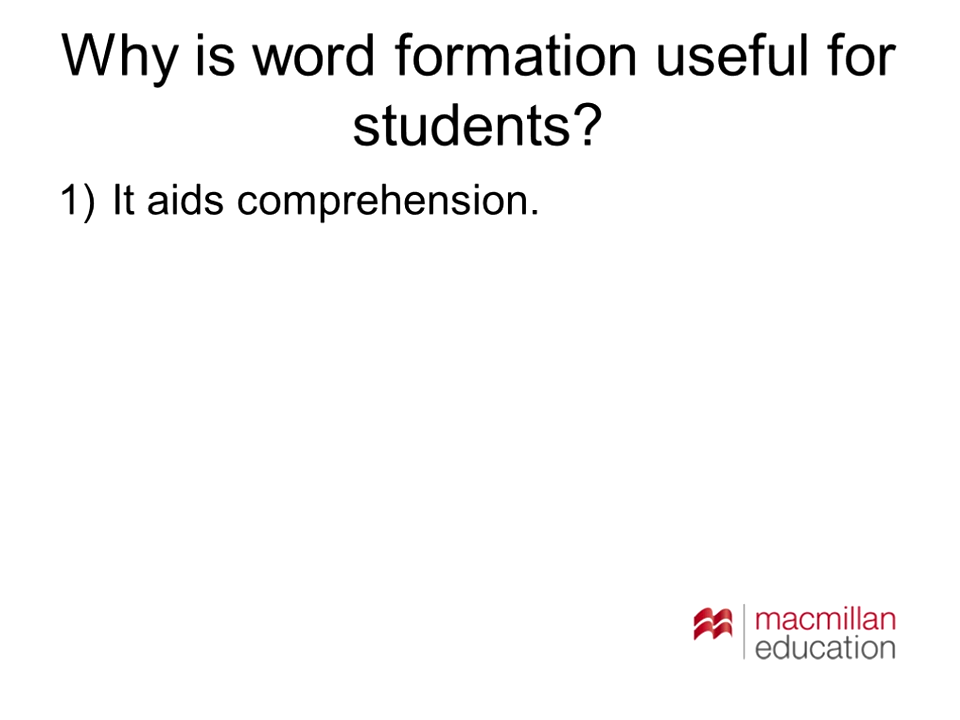 Why is word formation useful for
students?
1) It aids comprehension.
macmillan
education